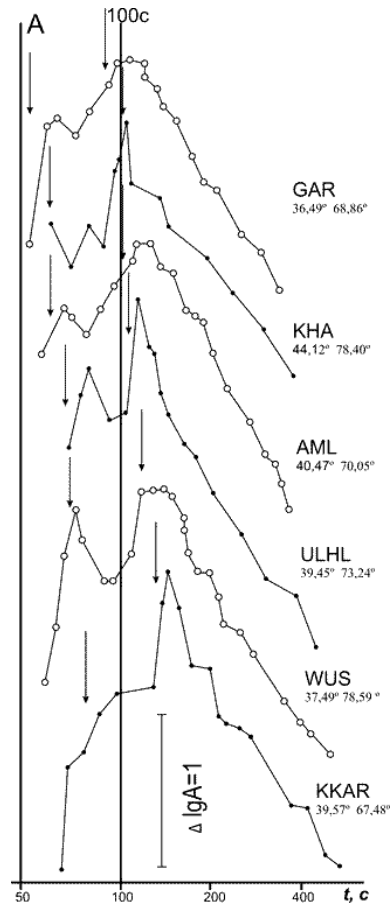 A
100c
GAR
36,49° 68,86°
KHA
44,12° 78,40°
AML
40,47° 70,05°
ULHL
39,45° 73,24°
WUS
37,49° 78,59°
KKAR
39,57° 67,48°
Δ lgA=1
50 100 200 400 t, c